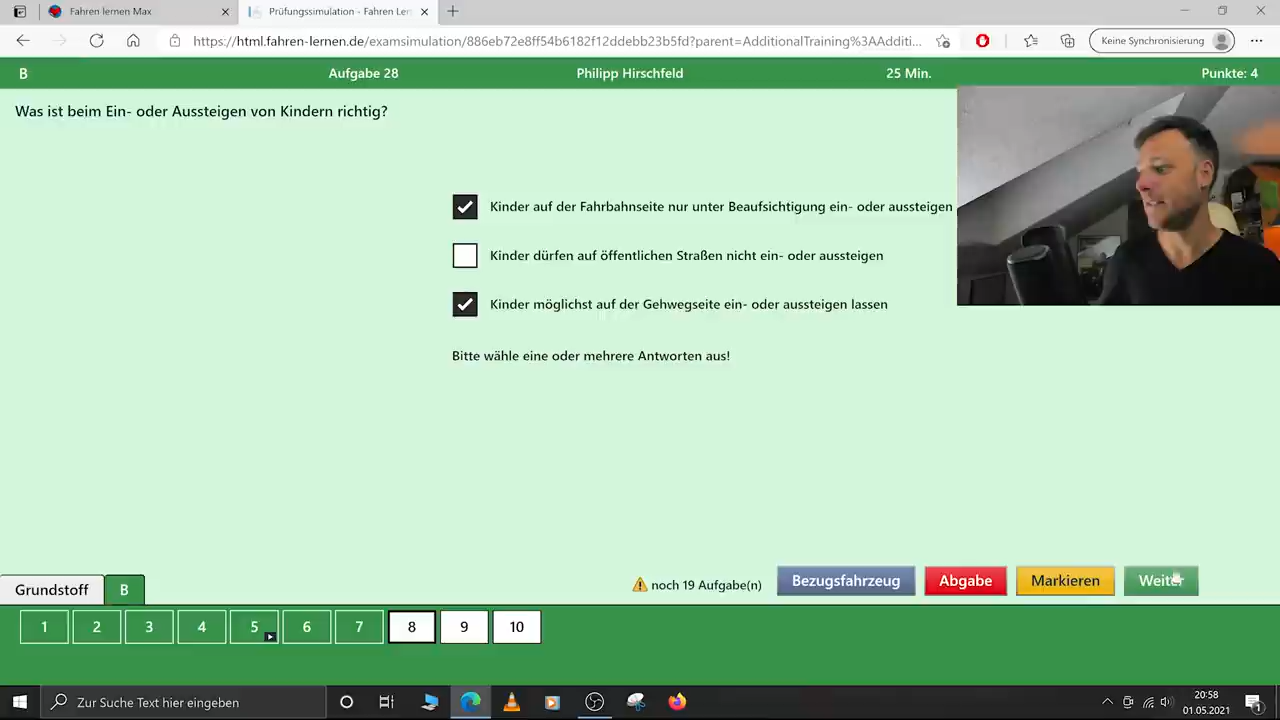 Fahren lernen Max
Prüfungssimulation - Fahren Ler
https://html.fahren-lernen.de/examsimulation/886eb72e8ff54b6182f12ddebb23b5fd?parent=AdditionalTraining%3AAdditi...
Keine Synchronisierung
B
Aufgabe 28
Philipp Hirschfeld
25 Min.
Punkte: 4
Was ist beim Ein- oder Aussteigen von Kindern richtig?
Kinder auf der Fahrbahnseite nur unter Beaufsichtigung ein- oder aussteigen
Kinder dürfen auf öffentlichen Straßen nicht ein- oder aussteigen
Kinder möglichst auf der Gehwegseite ein- oder aussteigen lassen
Bitte wähle eine oder mehrere Antworten aus!
Grundstoff
B
noch 19 Aufgabe(n)
Bezugsfahrzeug
Abgabe
Markieren
Weiter
1 2 3 4 5 6 7 8 9 10
Zur Suche Text hier eingeben
20:58
01.05.2021
1